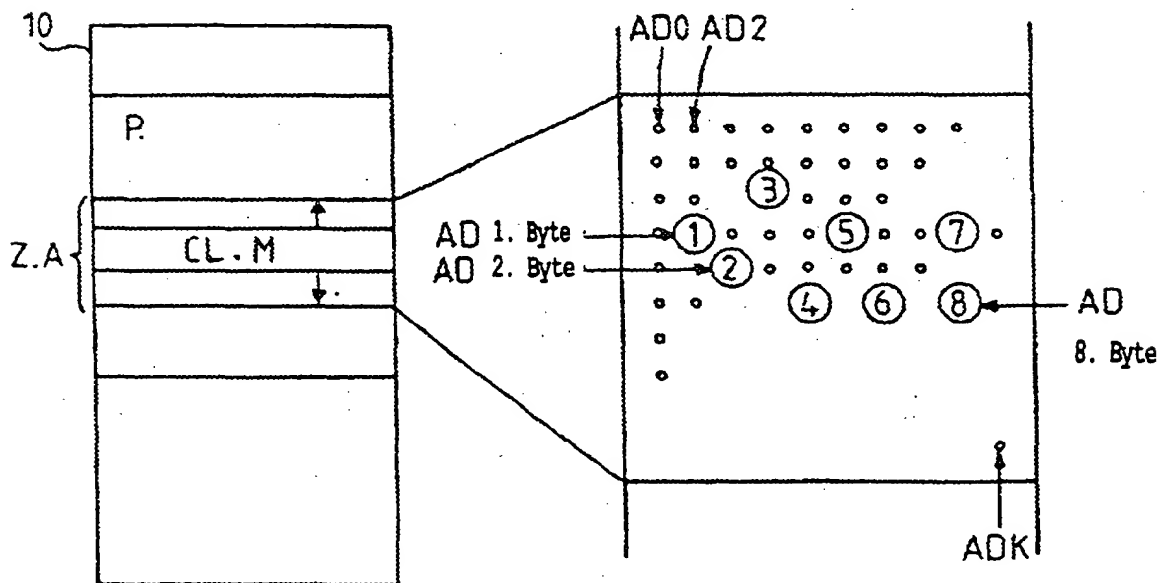 10
P.
Z.A
CL.M
AD0 AD2
3
AD 1. Byte
1
5
7
AD 2. Byte
2
4
6
8
AD
8. Byte
ADK